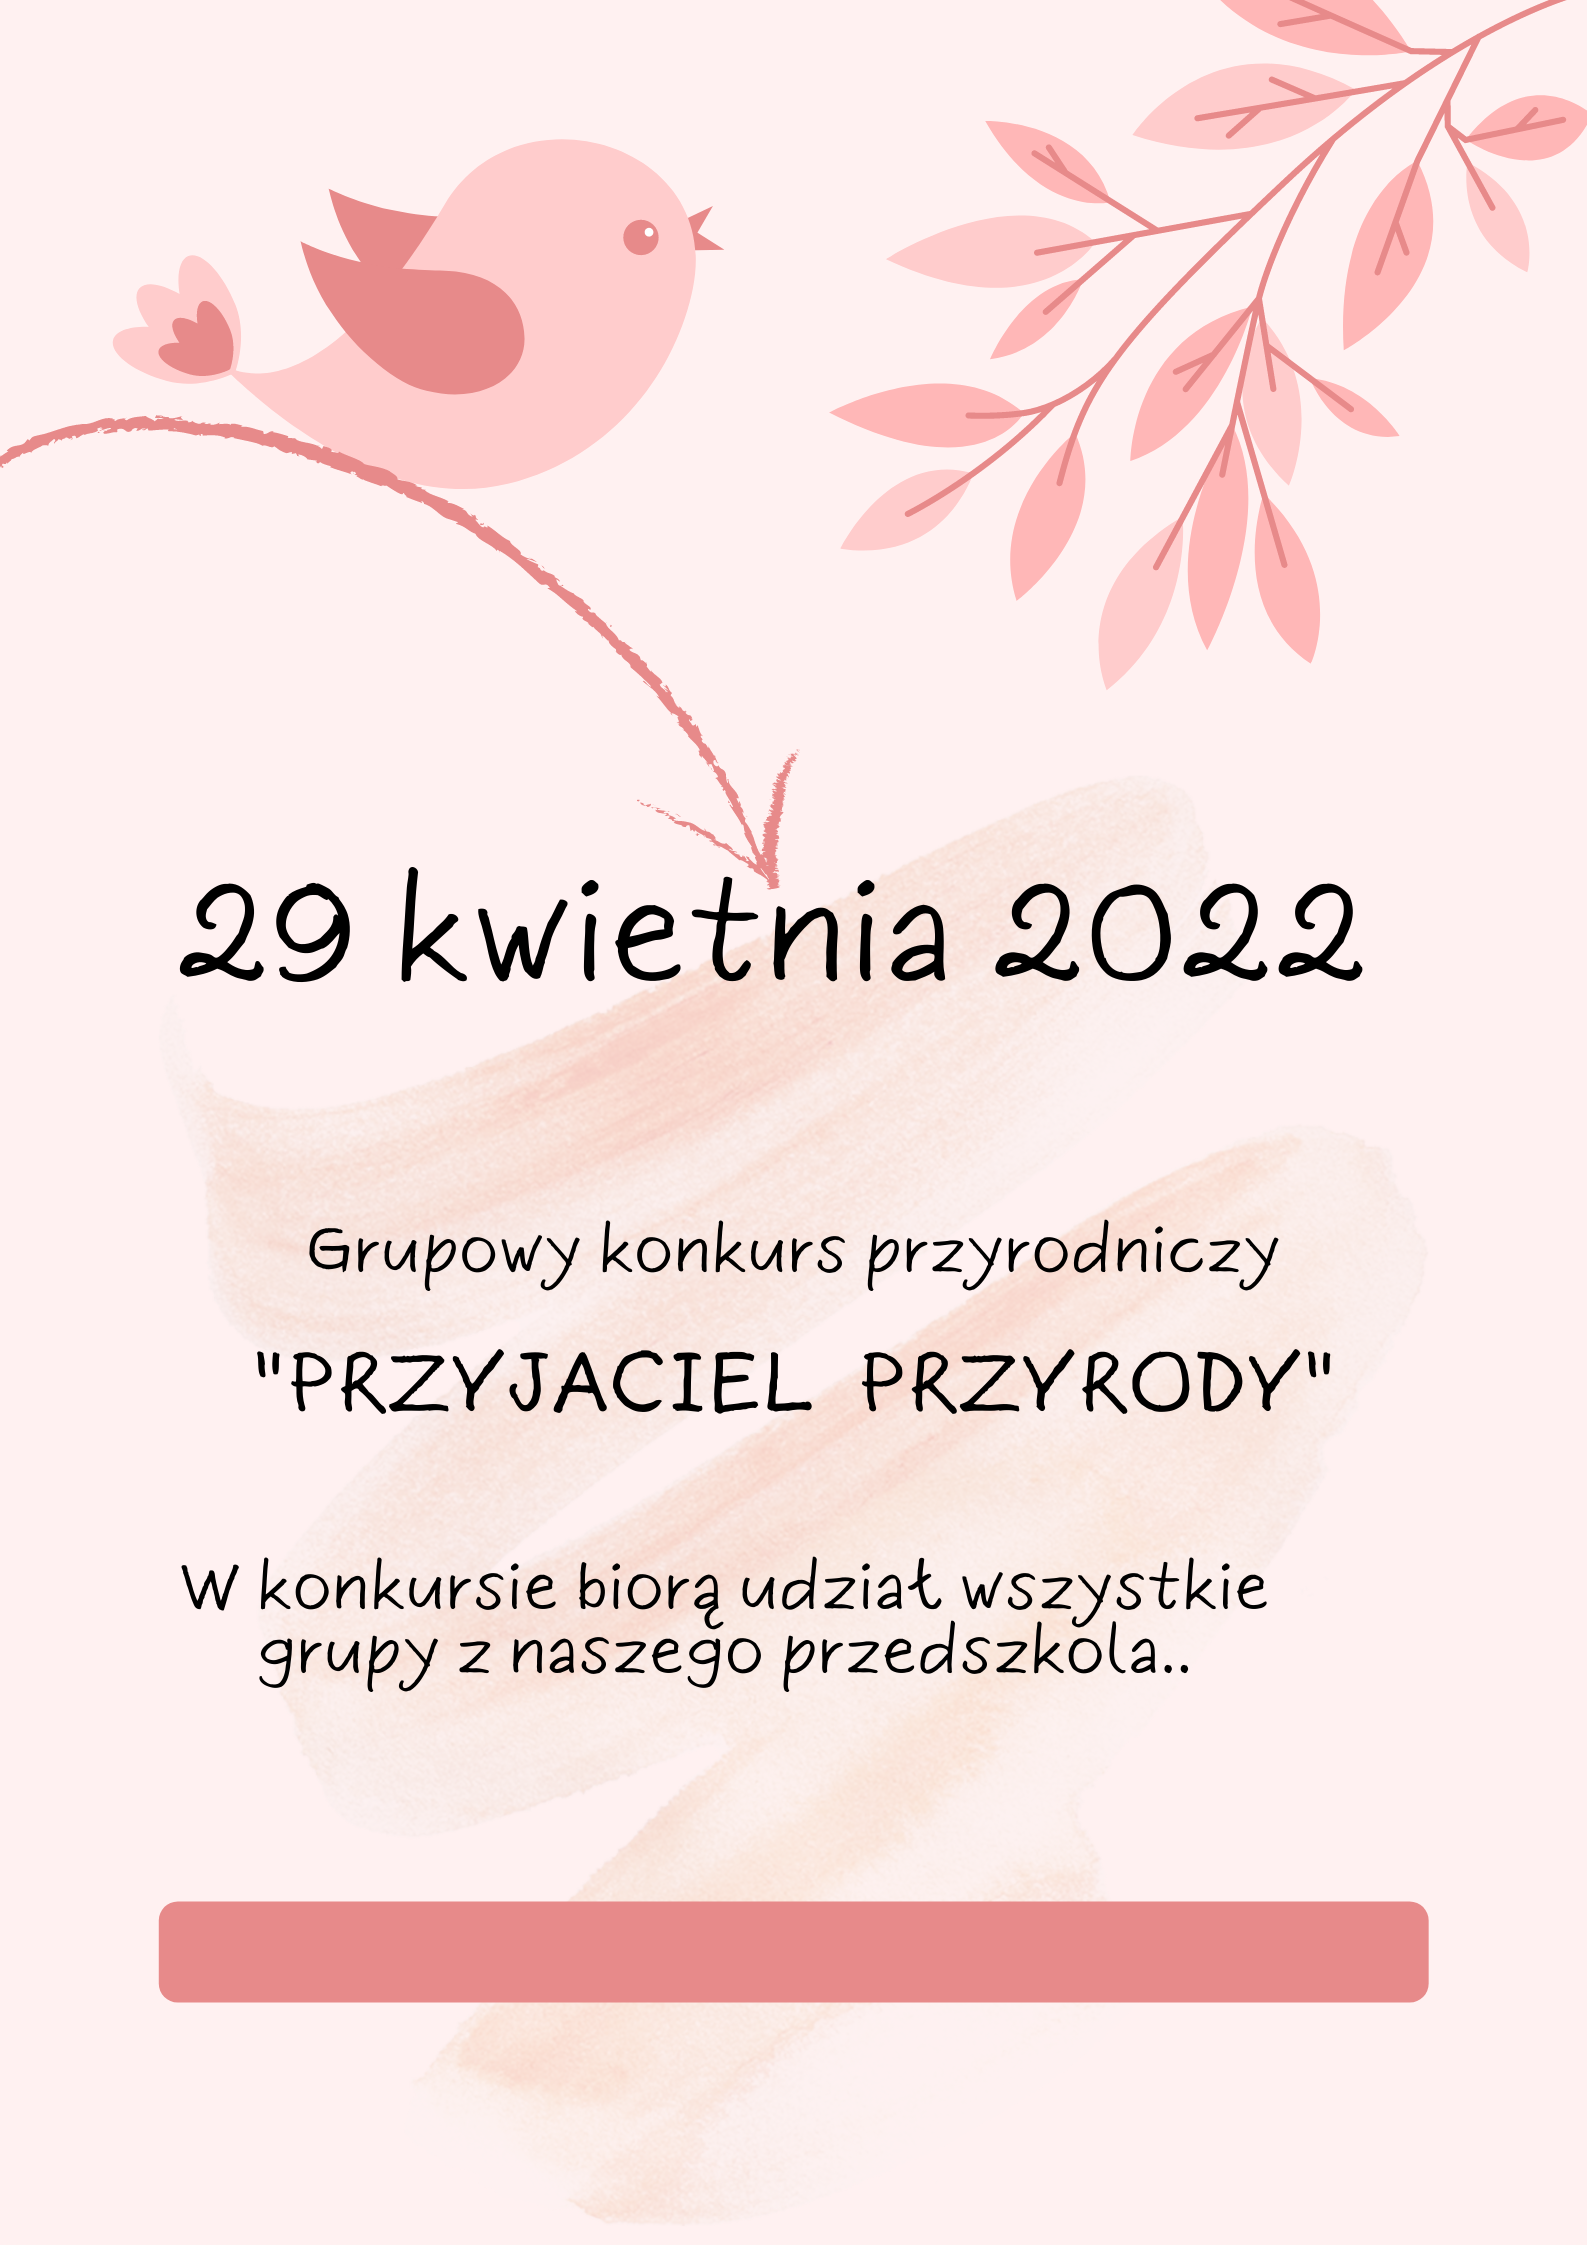 29 kwietnia 2022
Grupowy konkurs przyrodniczy
"PRZYJACIEL PRZYRODY"
W konkursie biorą udział wszystkie
grupy z naszego przedszkola..